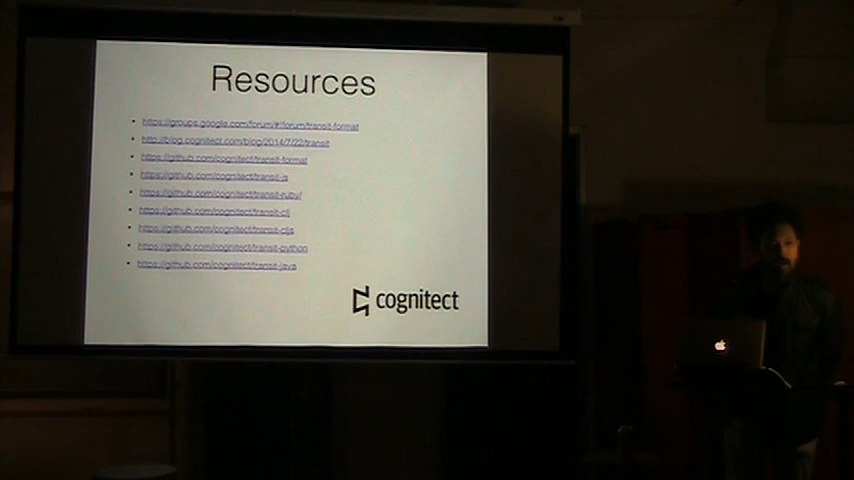 Resources
https://groups.google.com/forum/#!forum/transit-format
http://blog.cognitect.com/blog/2014/7/22/transit
https://github.com/cognitect/transit-format
https://github.com/cognitect/transit-js
https://github.com/cognitect/transit-ruby/
https://github.com/cognitect/transit-clj
https://github.com/cognitect/transit-cljs
https://github.com/cognitect/transit-python
https://github.com/cognitect/transit-java
cognitect